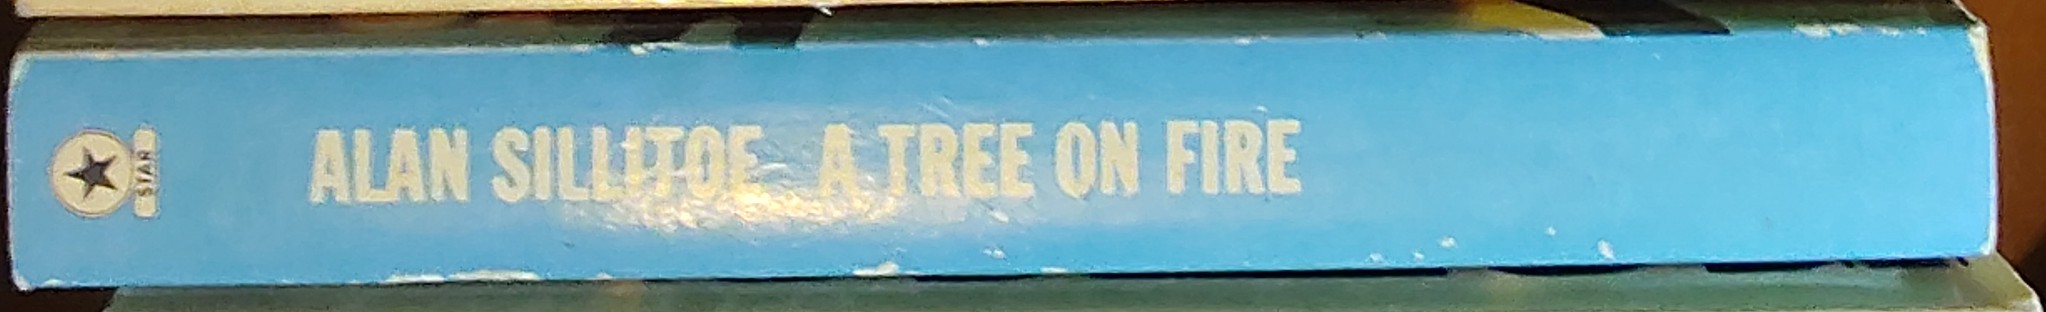 STAR
ALAN SILLITOE A TREE ON FIRE